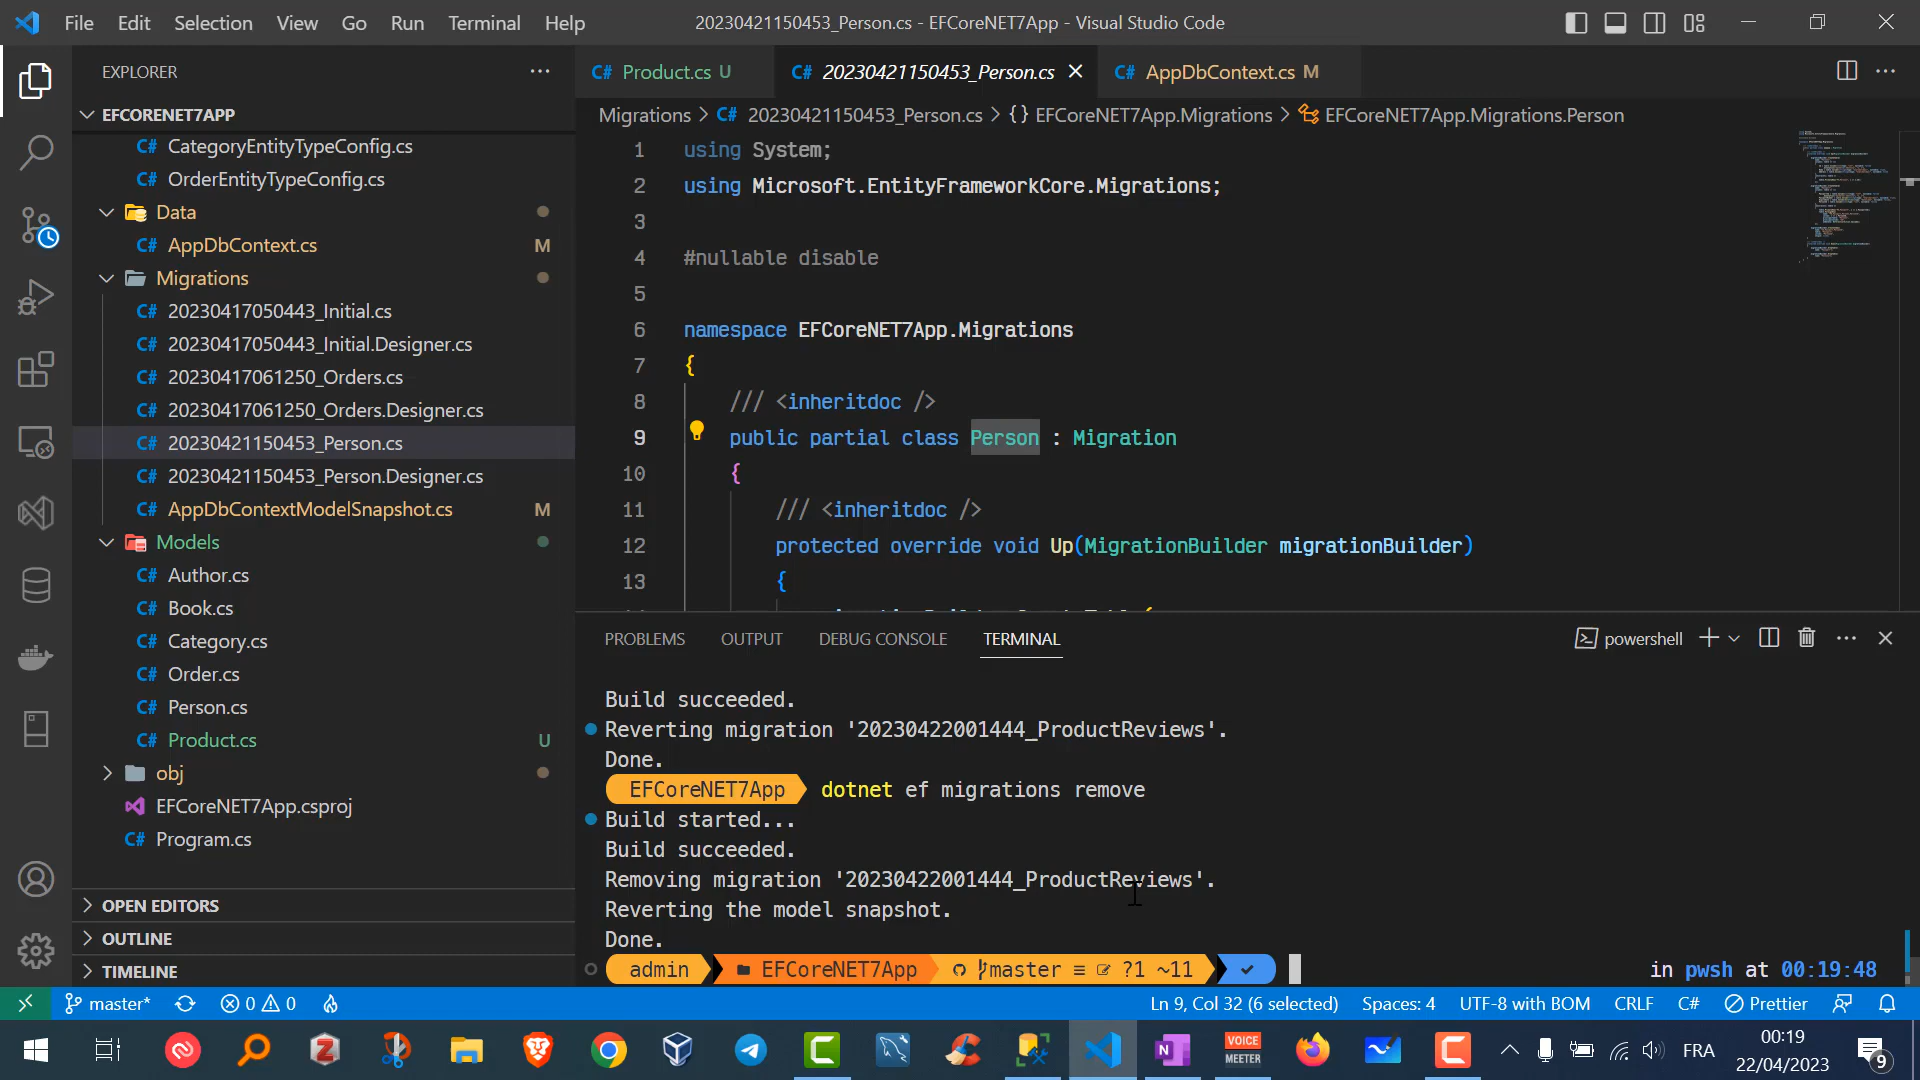 File Edit Selection View Go Run Terminal Help
20230421150453_Person.cs - EFCoreNET7App - Visual Studio Code
EXPLORER
EFCORENET7APP
CategoryEntityTypeConfig.cs
OrderEntityTypeConfig.cs
Data
AppDbContext.cs M
Migrations
20230417050443_Initial.cs
20230417050443_Initial.Designer.cs
20230417061250_Orders.cs
20230417061250_Orders.Designer.cs
20230421150453_Person.cs
20230421150453_Person.Designer.cs
AppDbContextModelSnapshot.cs M
Models
Author.cs
Book.cs
Category.cs
Order.cs
Person.cs
Product.cs U
obj
EFCoreNET7App.csproj
Program.cs
OPEN EDITORS
OUTLINE
TIMELINE
Product.cs U 20230421150453_Person.cs AppDbContext.cs M
Migrations > 20230421150453_Person.cs > {} EFCoreNET7App.Migrations > EFCoreNET7App.Migrations.Person
1 using System;
2 using Microsoft.EntityFrameworkCore.Migrations;
3
4 #nullable disable
5
6 namespace EFCoreNET7App.Migrations
7 {
8 /// <inheritdoc />
9 public partial class Person : Migration
10 {
11 /// <inheritdoc />
12 protected override void Up(MigrationBuilder migrationBuilder)
13 {
PROBLEMS OUTPUT DEBUG CONSOLE TERMINAL
powershell
Build succeeded.
Reverting migration '20230422001444_ProductReviews'.
Done.
EFCoreNET7App dotnet ef migrations remove
Build started...
Build succeeded.
Removing migration '20230422001444_ProductReviews'.
Reverting the model snapshot.
Done.
admin EFCoreNET7App master ≡ ?1 ~11
in pwsh at 00:19:48
master* 0 0
Ln 9, Col 32 (6 selected) Spaces: 4 UTF-8 with BOM CRLF C# Prettier
VOICE
MEETER
FRA
00:19
22/04/2023
9